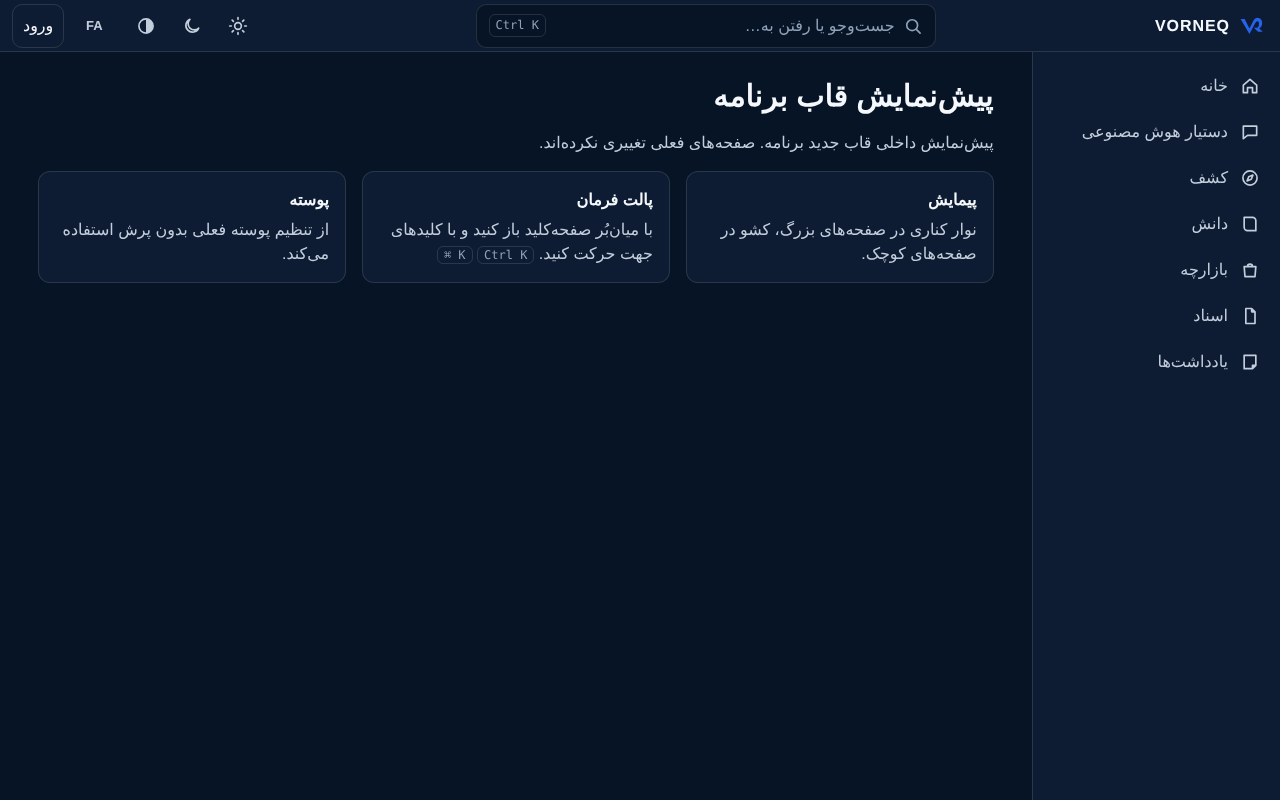 VORNEQ
جست‌وجو یا رفتن به…
Ctrl K
FA
ورود
خانه
دستیار هوش مصنوعی
کشف
دانش
بازارچه
اسناد
یادداشت‌ها
پیش‌نمایش قاب برنامه
پیش‌نمایش داخلی قاب جدید برنامه. صفحه‌های فعلی تغییری نکرده‌اند.
پیمایش
نوار کناری در صفحه‌های بزرگ، کشو در
صفحه‌های کوچک.
پالت فرمان
با میان‌بُر صفحه‌کلید باز کنید و با کلیدهای
جهت حرکت کنید. Ctrl K ⌘ K
پوسته
از تنظیم پوسته فعلی بدون پرش استفاده
می‌کند.